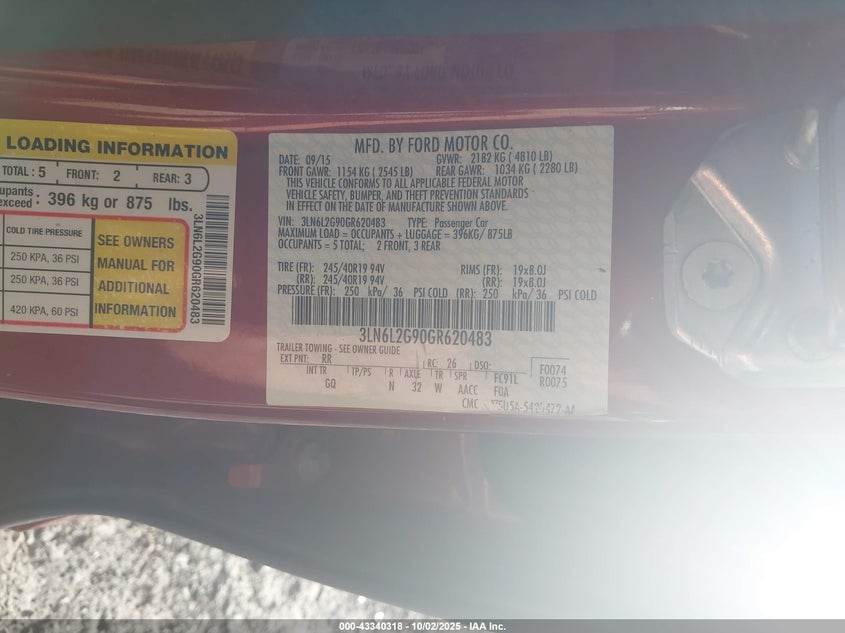 LOADING INFORMATION
TOTAL : 5 FRONT: 2 REAR: 3
upants
exceed: 396 kg or 875 lbs.
COLD TIRE PRESSURE
250 KPA, 36 PSI
250 KPA, 36 PSI
420 KPA, 60 PSI
SEE OWNERS
MANUAL FOR
ADDITIONAL
INFORMATION
3LN6L2G90GR620483
MFD. BY FORD MOTOR CO.
DATE: 09/15 GVWR: 2182 KG ( 4810 LB)
FRONT GAWR: 1154 KG ( 2545 LB) REAR GAWR: 1034 KG ( 2280 LB)
THIS VEHICLE CONFORMS TO ALL APPLICABLE FEDERAL MOTOR
VEHICLE SAFETY, BUMPER, AND THEFT PREVENTION STANDARDS
IN EFFECT ON THE DATE OF MANUFACTURE SHOWN ABOVE.
VIN: 3LN6L2G90GR620483 TYPE: Passenger Car
MAXIMUM LOAD = OCCUPANTS + LUGGAGE = 396KG/ 875LB
OCCUPANTS = 5 TOTAL; 2 FRONT, 3 REAR
TIRE (FR): 245/40R19 94V RIMS (FR): 19x8.0J
(RR): 245/40R19 94V (RR): 19x8.0J
PRESSURE (FR): 250 kPa/ 36 PSI COLD (RR): 250 kPa/ 36 PSI COLD
3LN6L2G90GR620483
TRAILER TOWING - SEE OWNER GUIDE
EXT PNT: RR RC: 26 DSO: F0074
INT TR TP/PS R AXLE TR SPR FC91L R0075
GQ N 32 W AACC FOA
CMC
000-43340318 - 10/02/2025 - IAA Inc.